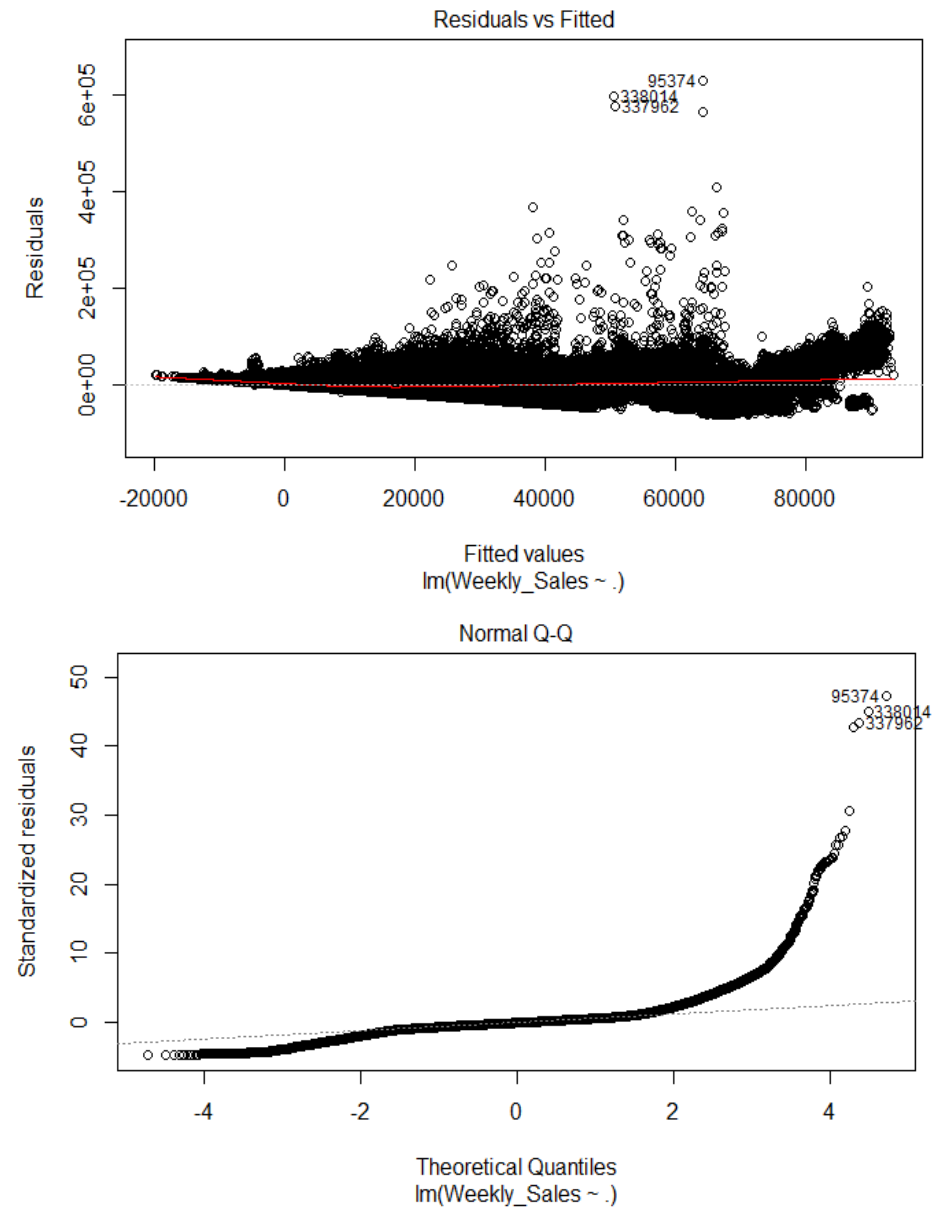 Residuals vs Fitted
Residuals
6e+05
4e+05
2e+05
0e+00
95374
338014
337962
-20000 0 20000 40000 60000 80000
Fitted values
lm(Weekly_Sales ~ .)
Normal Q-Q
Standardized residuals
50
40
30
20
10
0
95374
338014
337962
-4 -2 0 2 4
Theoretical Quantiles
lm(Weekly_Sales ~ .)